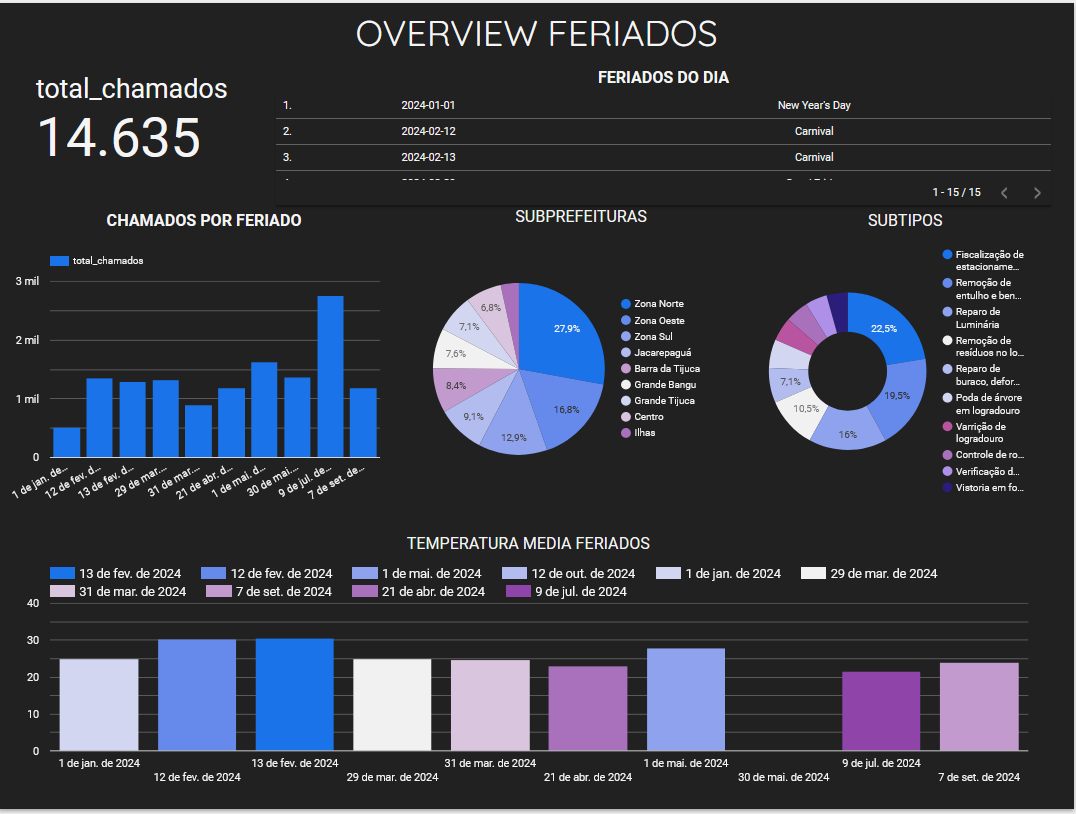 OVERVIEW FERIADOS
total_chamados
14.635
FERIADOS DO DIA
1. 2024-01-01 New Year's Day
2. 2024-02-12 Carnival
3. 2024-02-13 Carnival
1 - 15 / 15
CHAMADOS POR FERIADO
total_chamados
3 mil
2 mil
1 mil
0
1 de jan. de...
12 de fev. d...
13 de fev. d...
29 de mar....
31 de mar....
21 de abr. d...
1 de mai. d...
30 de mai....
9 de jul. de...
7 de set. de...
SUBPREFEITURAS
27,9%
16,8%
12,9%
9,1%
8,4%
7,6%
7,1%
6,8%
Zona Norte
Zona Oeste
Zona Sul
Jacarepaguá
Barra da Tijuca
Grande Bangu
Grande Tijuca
Centro
Ilhas
SUBTIPOS
22,5%
19,5%
16%
10,5%
7,1%
Fiscalização de
estacioname...
Remoção de
entulho e ben...
Reparo de
Luminária
Remoção de
resíduos no lo...
Reparo de
buraco, defor...
Poda de árvore
em logradouro
Varrição de
logradouro
Controle de ro...
Verificação d...
Vistoria em fo...
TEMPERATURA MEDIA FERIADOS
13 de fev. de 2024 12 de fev. de 2024 1 de mai. de 2024 12 de out. de 2024 1 de jan. de 2024 29 de mar. de 2024
31 de mar. de 2024 7 de set. de 2024 21 de abr. de 2024 9 de jul. de 2024
40
30
20
10
0
1 de jan. de 2024
12 de fev. de 2024
13 de fev. de 2024
29 de mar. de 2024
31 de mar. de 2024
21 de abr. de 2024
1 de mai. de 2024
30 de mai. de 2024
9 de jul. de 2024
7 de set. de 2024